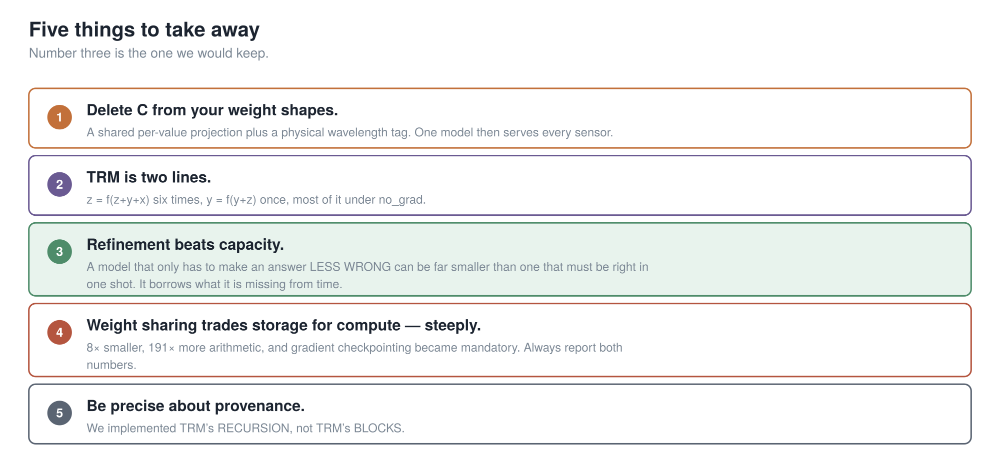 Five things to take away
Number three is the one we would keep.
1
Delete C from your weight shapes.
A shared per-value projection plus a physical wavelength tag. One model then serves every sensor.
2
TRM is two lines.
z = f(z+y+x) six times, y = f(y+z) once, most of it under no_grad.
3
Refinement beats capacity.
A model that only has to make an answer LESS WRONG can be far smaller than one that must be right in
one shot. It borrows what it is missing from time.
4
Weight sharing trades storage for compute — steeply.
8× smaller, 191× more arithmetic, and gradient checkpointing became mandatory. Always report both
numbers.
5
Be precise about provenance.
We implemented TRM’s RECURSION, not TRM’s BLOCKS.